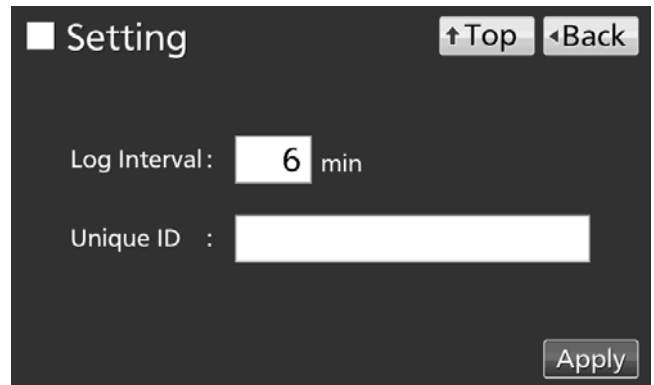 Setting
↑Top
◂Back
Log Interval: 6 min
Unique ID :
Apply